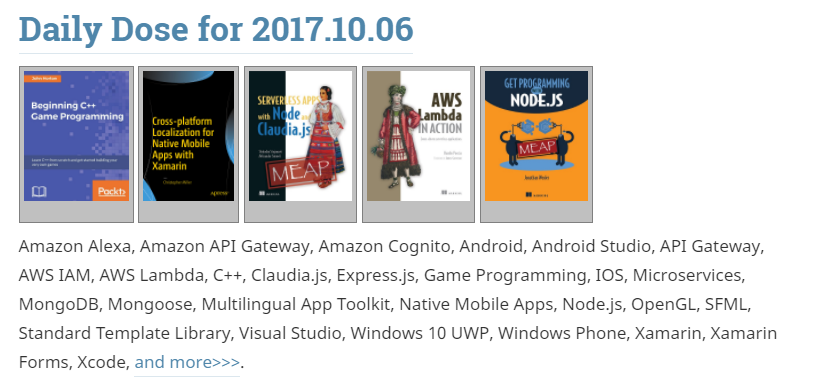 Daily Dose for 2017.10.06
Beginning C++
Game Programming
Packt>
Cross-platform
Localization for
Native Mobile
Apps with
Xamarin
Apress
SERVERLESS APPS
with Node and
Claudia.js
MEAP
MANNING
AWS
Lambda
IN ACTION
MANNING
GET PROGRAMMING
WITH
NODE.JS
MEAP
MANNING
Amazon Alexa, Amazon API Gateway, Amazon Cognito, Android, Android Studio, API Gateway,
AWS IAM, AWS Lambda, C++, Claudia.js, Express.js, Game Programming, IOS, Microservices,
MongoDB, Mongoose, Multilingual App Toolkit, Native Mobile Apps, Node.js, OpenGL, SFML,
Standard Template Library, Visual Studio, Windows 10 UWP, Windows Phone, Xamarin, Xamarin
Forms, Xcode, and more>>>.